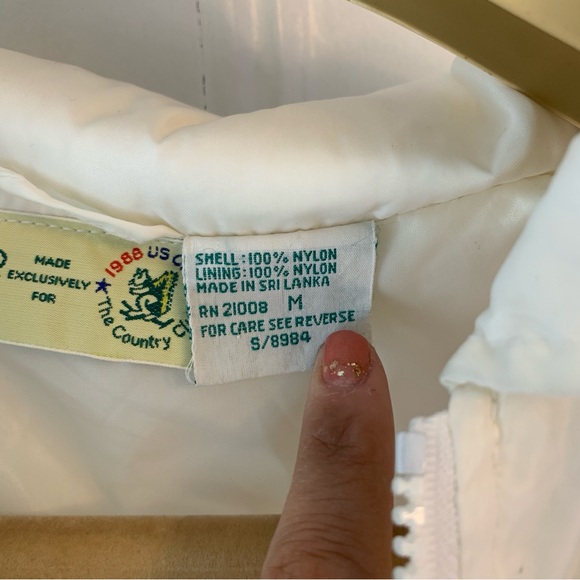 MADE
EXCLUSIVELY
FOR
1988 US
The Country
SHELL: 100% NYLON
LINING: 100% NYLON
MADE IN SRI LANKA
RN 21008 M
FOR CARE SEE REVERSE
S/8984